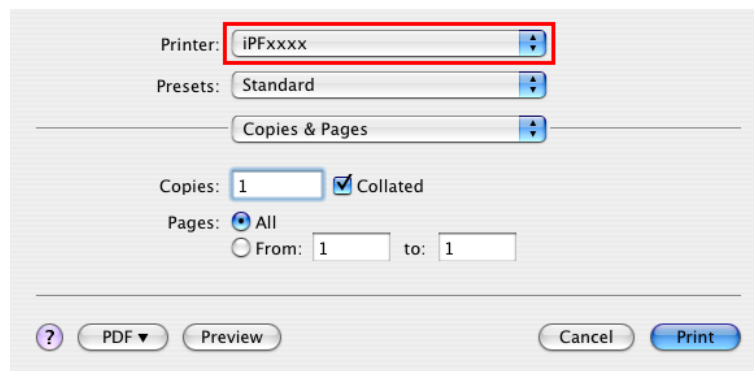 Printer: iPFxxxx
Presets: Standard
Copies & Pages
Copies: 1 Collated
Pages: All
From: 1 to: 1
? PDF▼ Preview Cancel Print